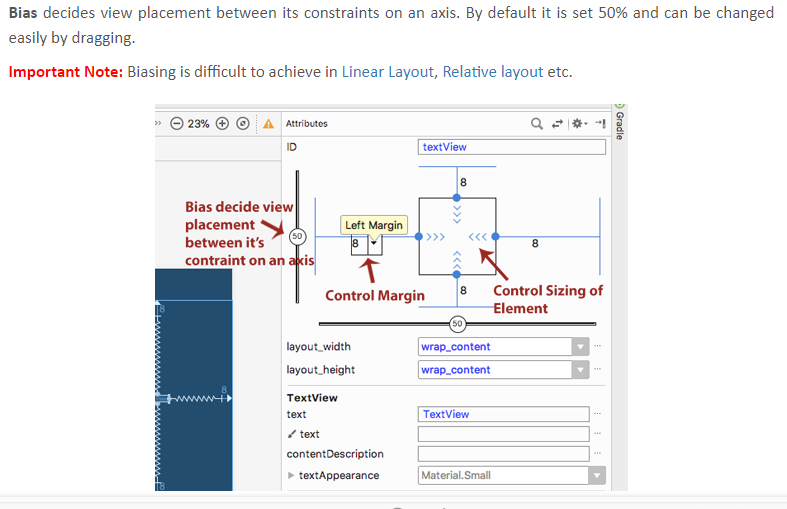 Bias decides view placement between its constraints on an axis. By default it is set 50% and can be changed
easily by dragging.
Important Note: Biasing is difficult to achieve in Linear Layout, Relative layout etc.
23%
Attributes
Gradle
ID
textView
8
Bias decide view
placement
between it's
contraint on an axis
50
Left Margin
8
8
Control Margin
8
Control Sizing of
Element
50
8
8
8
layout_width
wrap_content
layout_height
wrap_content
TextView
text
TextView
text
contentDescription
textAppearance
Material.Small